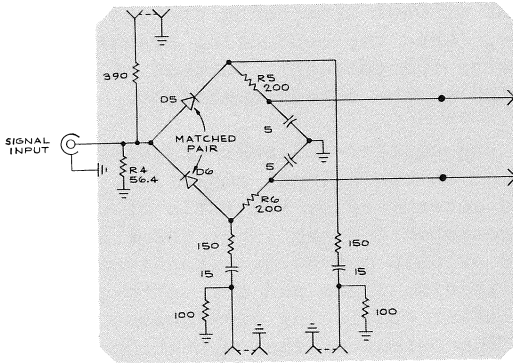 390
R5
200
D5
5
SIGNAL
INPUT
MATCHED
PAIR
R4
56.4
5
D6
R6
200
150
150
15
15
100
100